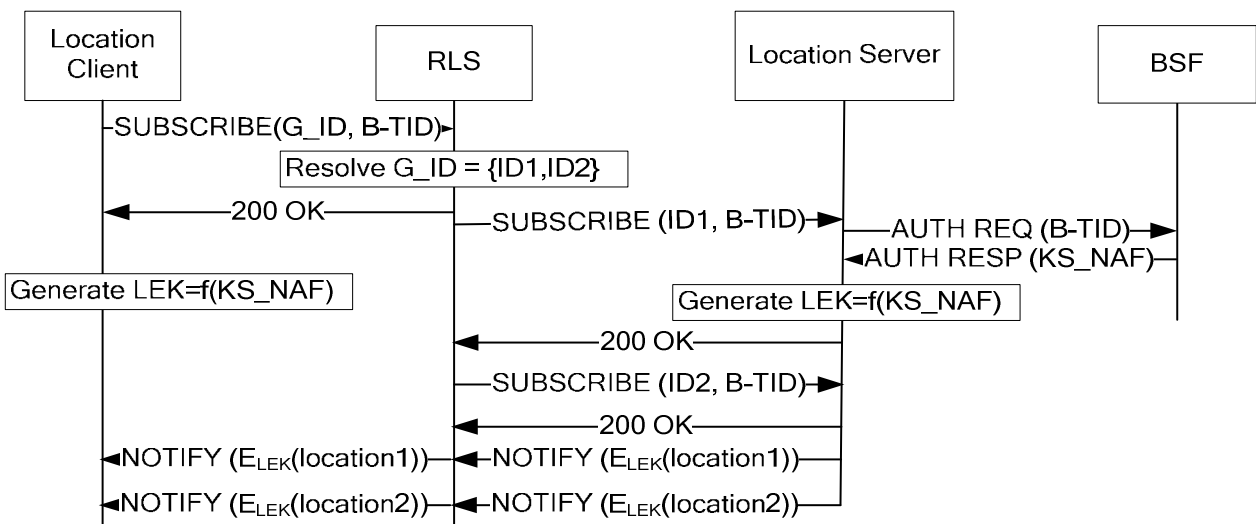 Location
Client
RLS
Location Server
BSF
SUBSCRIBE(G_ID, B-TID)
Resolve G_ID = {ID1,ID2}
200 OK
SUBSCRIBE (ID1, B-TID)
AUTH REQ (B-TID)
AUTH RESP (KS_NAF)
Generate LEK=f(KS_NAF)
Generate LEK=f(KS_NAF)
200 OK
SUBSCRIBE (ID2, B-TID)
200 OK
NOTIFY (ELEK(location1))
NOTIFY (ELEK(location1))
NOTIFY (ELEK(location2))
NOTIFY (ELEK(location2))